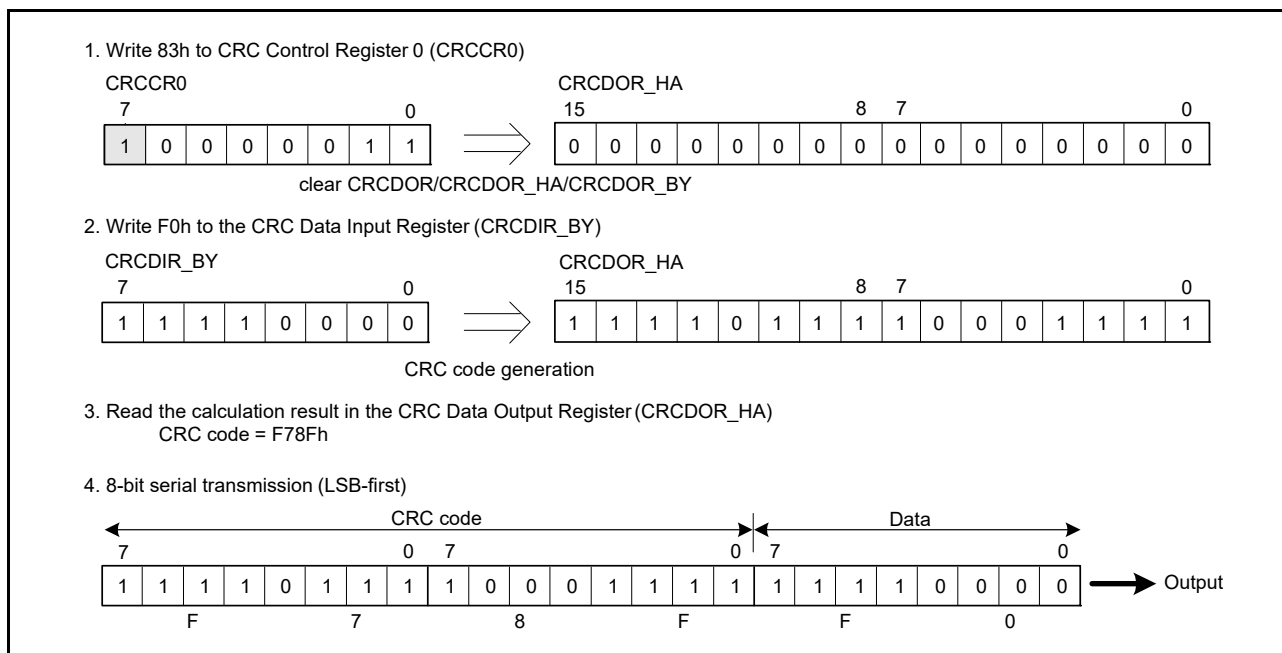 1. Write 83h to CRC Control Register 0 (CRCCR0)
CRCCR0 CRCDOR_HA
7 0 15 8 7 0
1 0 0 0 0 0 1 1 0 0 0 0 0 0 0 0 0 0 0 0 0 0 0 0
clear CRCDOR/CRCDOR_HA/CRCDOR_BY
2. Write F0h to the CRC Data Input Register (CRCDIR_BY)
CRCDIR_BY CRCDOR_HA
7 0 15 8 7 0
1 1 1 1 0 0 0 0 1 1 1 1 0 1 1 1 1 0 0 0 1 1 1 1
CRC code generation
3. Read the calculation result in the CRC Data Output Register (CRCDOR_HA)
CRC code = F78Fh
4. 8-bit serial transmission (LSB-first)
CRC code Data
7 0 7 0 7 0
1 1 1 1 0 1 1 1 1 0 0 0 1 1 1 1 1 1 1 1 0 0 0 0 Output
F 7 8 F F 0